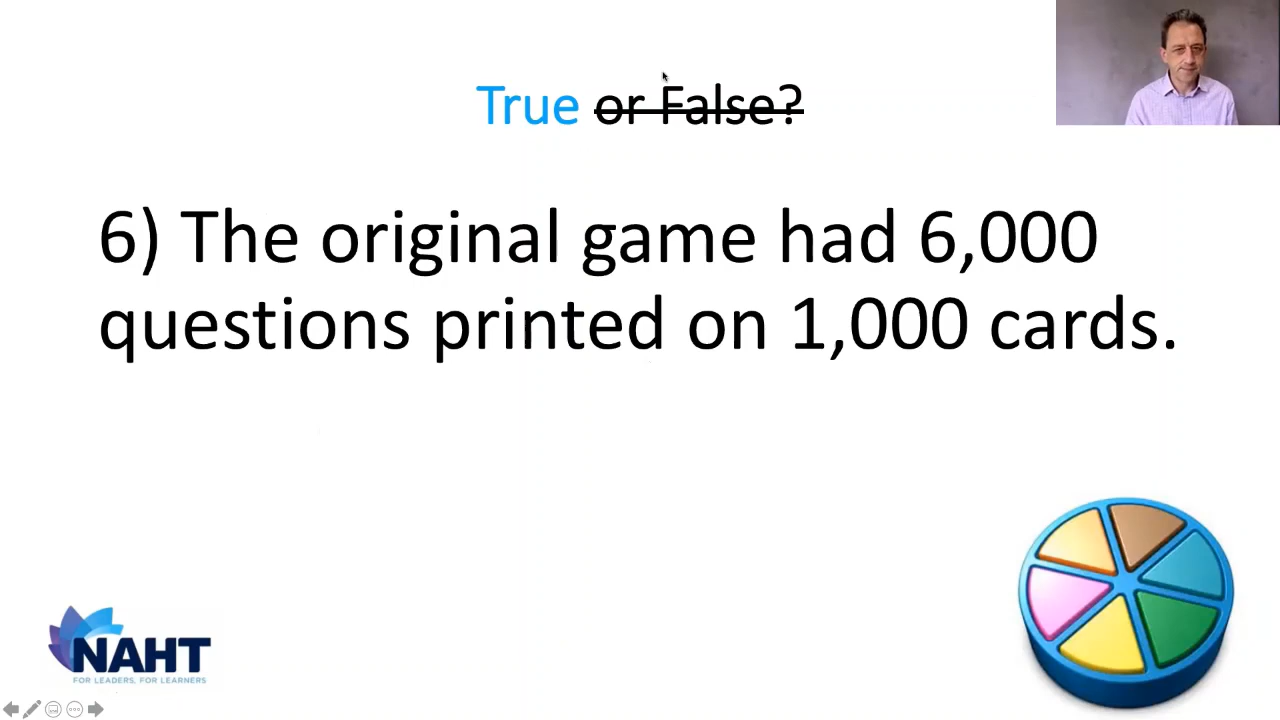 True or False?
6) The original game had 6,000
questions printed on 1,000 cards.
NAHT
FOR LEADERS, FOR LEARNERS